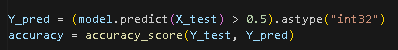 Y_pred = (model.predict(X_test) > 0.5).astype("int32")
accuracy = accuracy_score(Y_test, Y_pred)